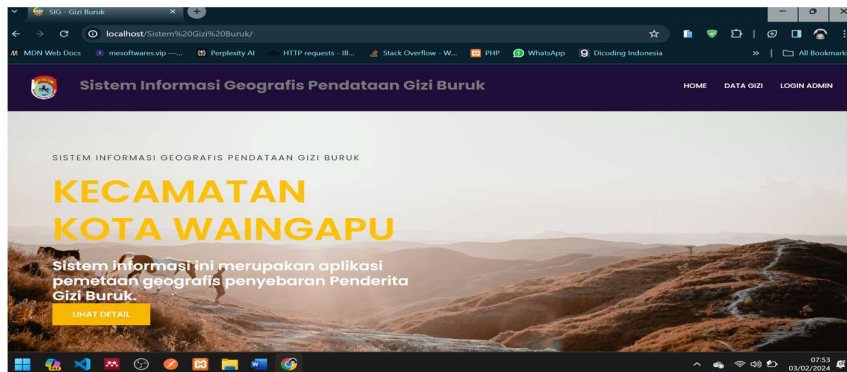 SIG - Gizi Buruk
localhost/Sistem%20Gizi%20Buruk/
MDN Web Docs mesoftwares.vip —... Perplexity AI HTTP requests - IB... Stack Overflow - W... PHP WhatsApp Dicoding Indonesia » All Bookmark
Sistem Informasi Geografis Pendataan Gizi Buruk
HOME DATA GIZI LOGIN ADMIN
SISTEM INFORMASI GEOGRAFIS PENDATAAN GIZI BURUK
KECAMATAN
KOTA WAINGAPU
Sistem informasi ini merupakan aplikasi
pemetaan geografis penyebaran Penderita
Gizi Buruk.
LIHAT DETAIL
07:53
03/02/2024